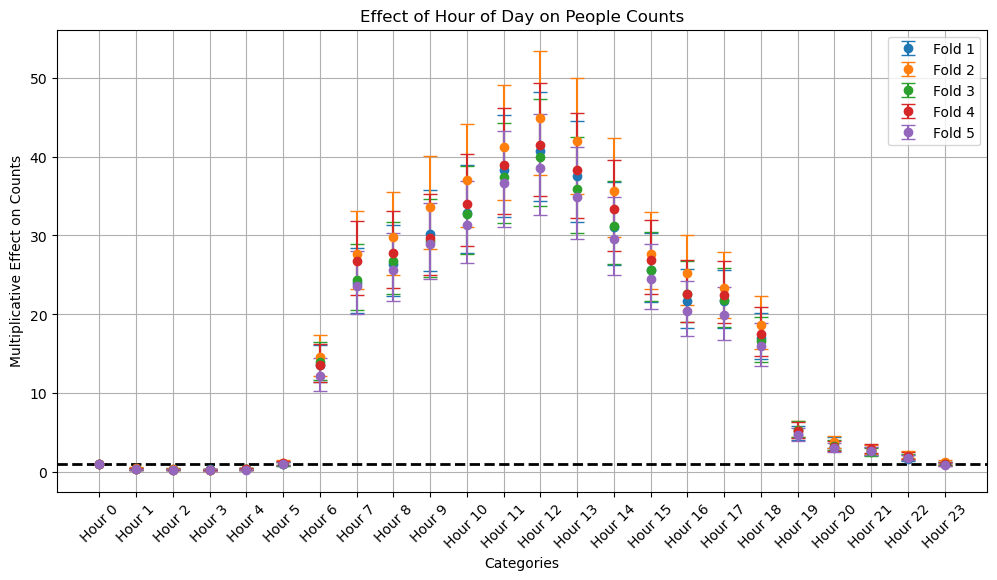 Effect of Hour of Day on People Counts
Multiplicative Effect on Counts
50
40
30
20
10
0
Fold 1
Fold 2
Fold 3
Fold 4
Fold 5
Hour 0
Hour 1
Hour 2
Hour 3
Hour 4
Hour 5
Hour 6
Hour 7
Hour 8
Hour 9
Hour 10
Hour 11
Hour 12
Hour 13
Hour 14
Hour 15
Hour 16
Hour 17
Hour 18
Hour 19
Hour 20
Hour 21
Hour 22
Hour 23
Categories